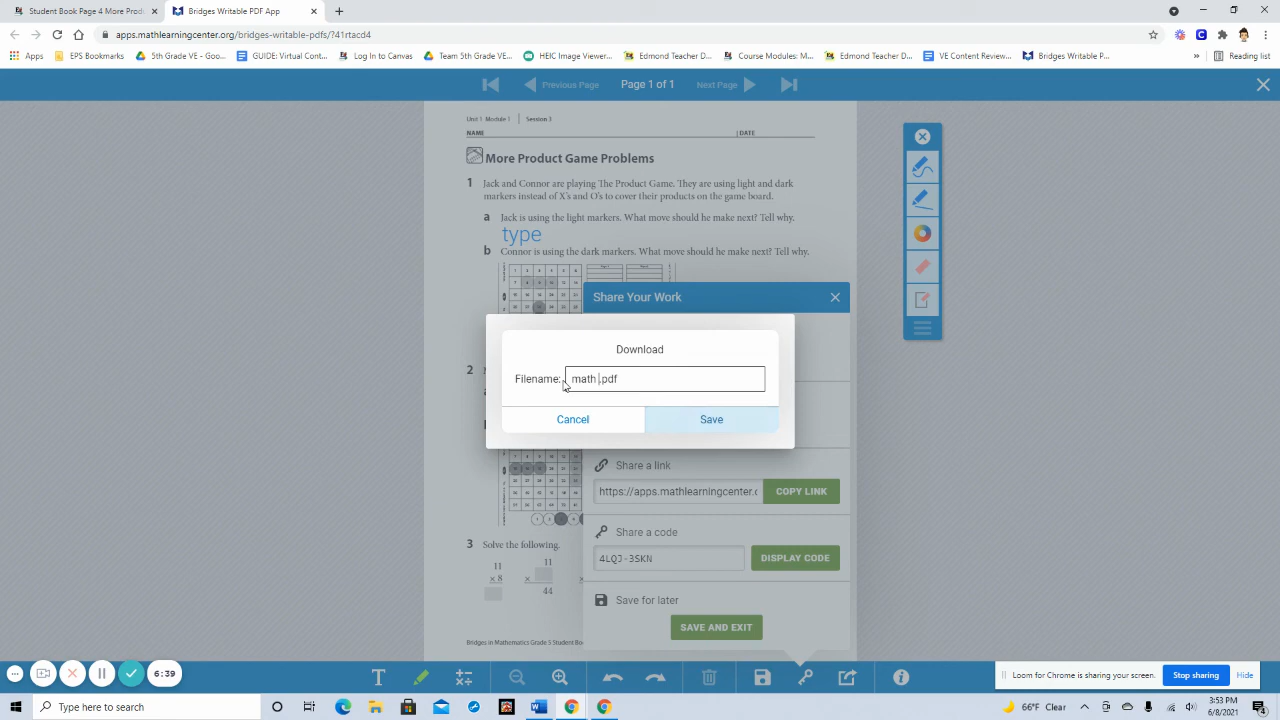 Student Book Page 4 More Produ
Bridges Writable PDF App
apps.mathlearningcenter.org/bridges-writable-pdfs/?41rtacd4
Apps
EPS Bookmarks
5th Grade VE - Goo...
GUIDE: Virtual Con...
Log In to Canvas
Team 5th Grade VE...
HEIC Image Viewer...
Edmond Technolog...
Course Modules: M...
Edmond Acceptabl...
VE Content Review...
Bridges Writable P...
»
Reading list
Previous Page
Page 1 of 1
Next Page
Unit 1 Module 1 | Session 3
NAME | DATE
More Product Game Problems
1 Jack and Connor are playing The Product Game. They are using light and dark
markers instead of X's and O's to cover their products on the game board.
a Jack is using the light markers. What move should he make next? Tell why.
type
b Connor is using the dark markers. What move should he make next? Tell why.
Share Your Work
Download
Filename: math .pdf
Cancel
Save
2
Share a link
https://apps.mathlearningcenter.c
COPY LINK
Share a code
4LQJ-3SKN
DISPLAY CODE
Save for later
SAVE AND EXIT
3 Solve the following.
11
× 8
11
×
44
Bridges in Mathematics Grade 5 Student Boo
6:39
T
Loom for Chrome is sharing your screen.
Stop sharing
Hide
Type here to search
66°F Clear
3:53 PM
6/8/2021